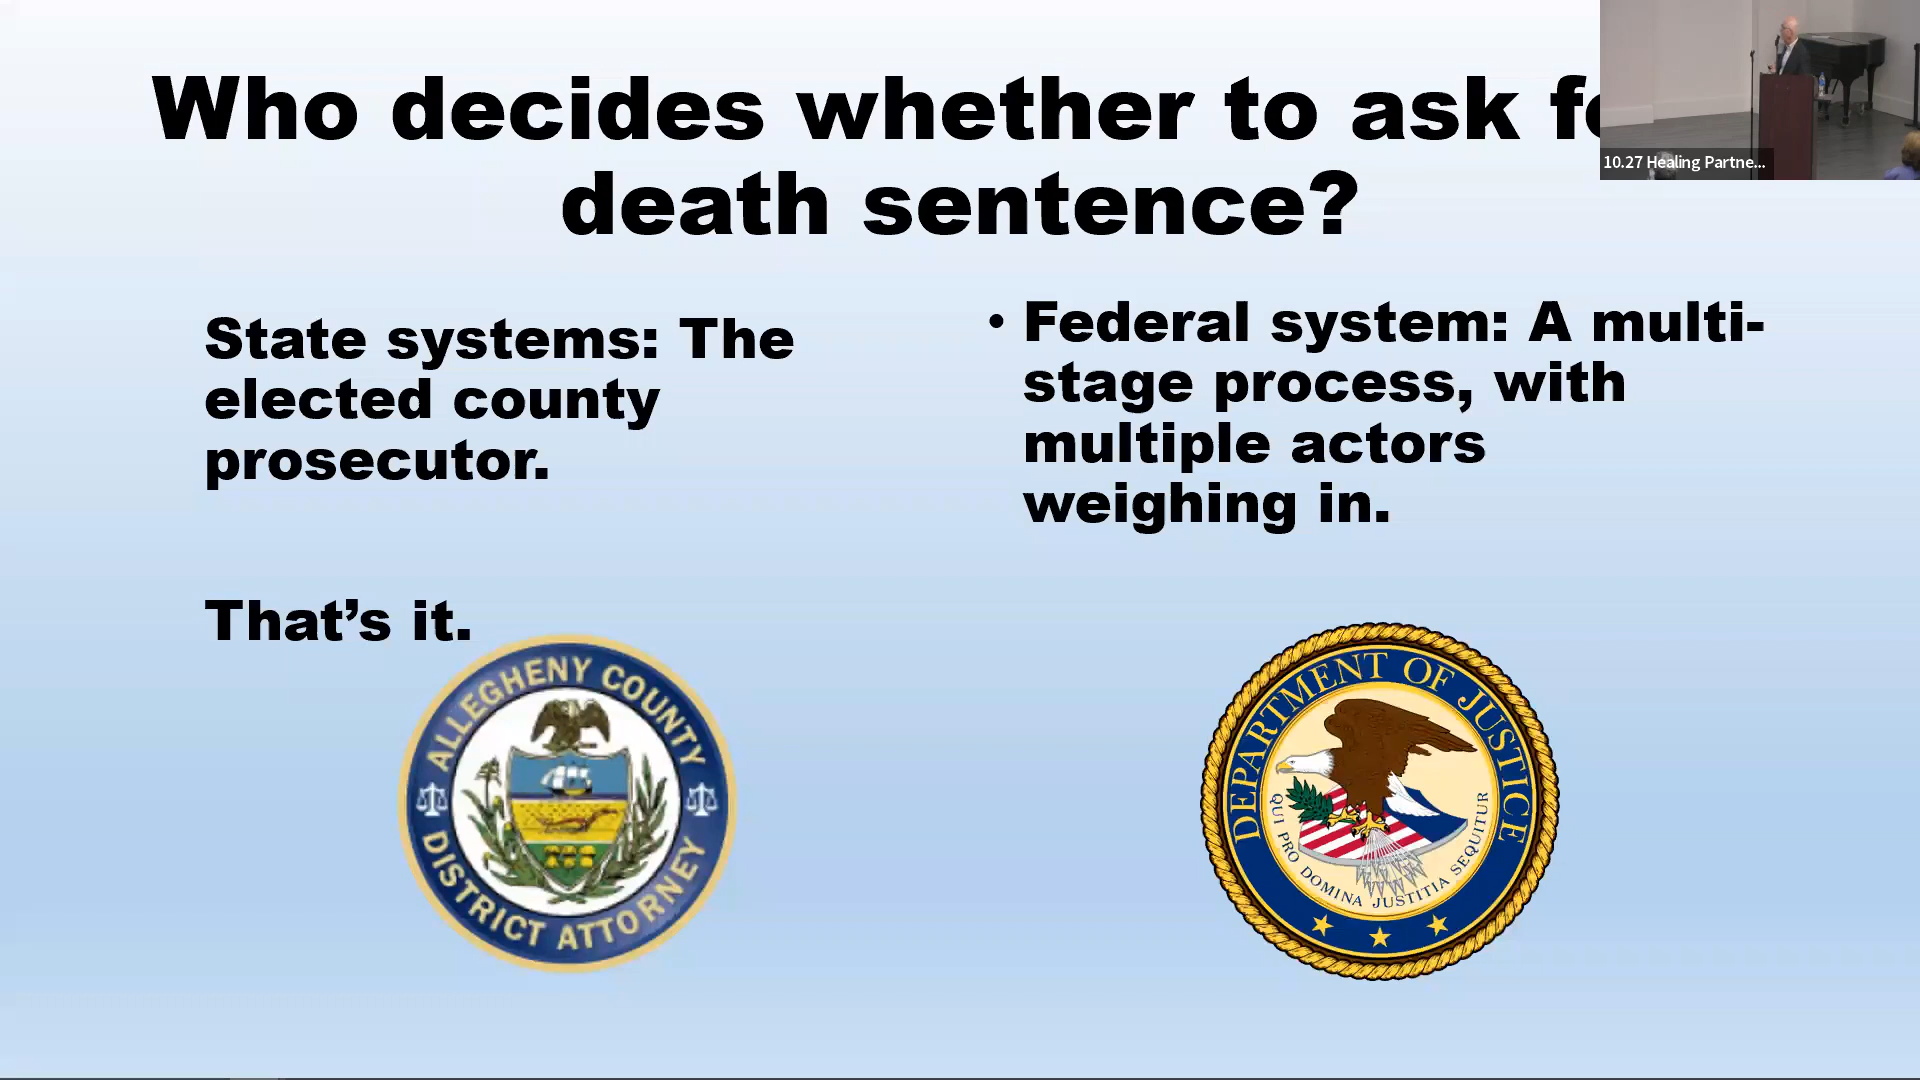 Who decides whether to ask
death sentence?
State systems: The
elected county
prosecutor.
That’s it.
• Federal system: A multi-
stage process, with
multiple actors
weighing in.
10.27 Healing Partne...
ALLEGHENY COUNTY
DISTRICT ATTORNEY
DEPARTMENT OF JUSTICE
QUI PRO DOMINA JUSTITIA SEQUITUR